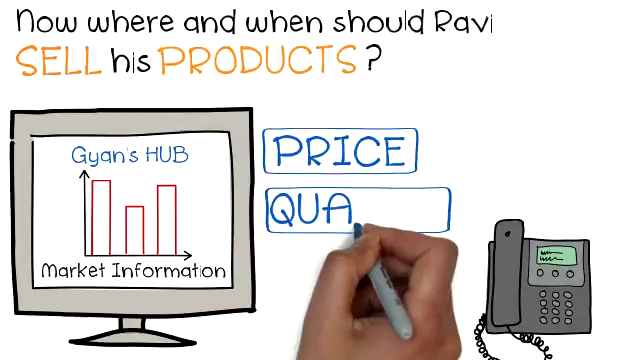 Now where and when should Ravi
SELL his PRODUCTS ?
Gyan's HUB
Market Information
PRICE
QUA